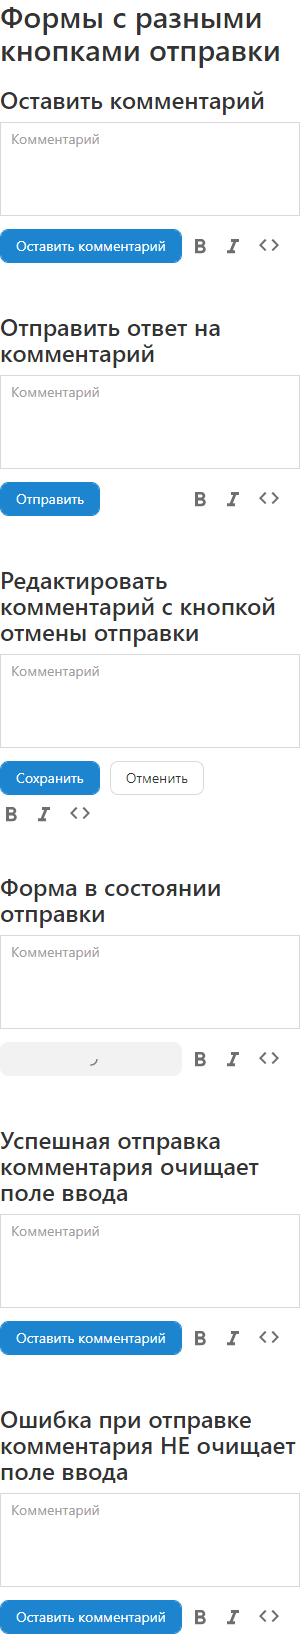 Формы с разными
кнопками отправки
Оставить комментарий
Комментарий
Оставить комментарий B I <>
Отправить ответ на
комментарий
Комментарий
Отправить B I <>
Редактировать
комментарий с кнопкой
отмены отправки
Комментарий
Сохранить Отменить
B I <>
Форма в состоянии
отправки
Комментарий
B I <>
Успешная отправка
комментария очищает
поле ввода
Комментарий
Оставить комментарий B I <>
Ошибка при отправке
комментария НЕ очищает
поле ввода
Комментарий
Оставить комментарий B I <>